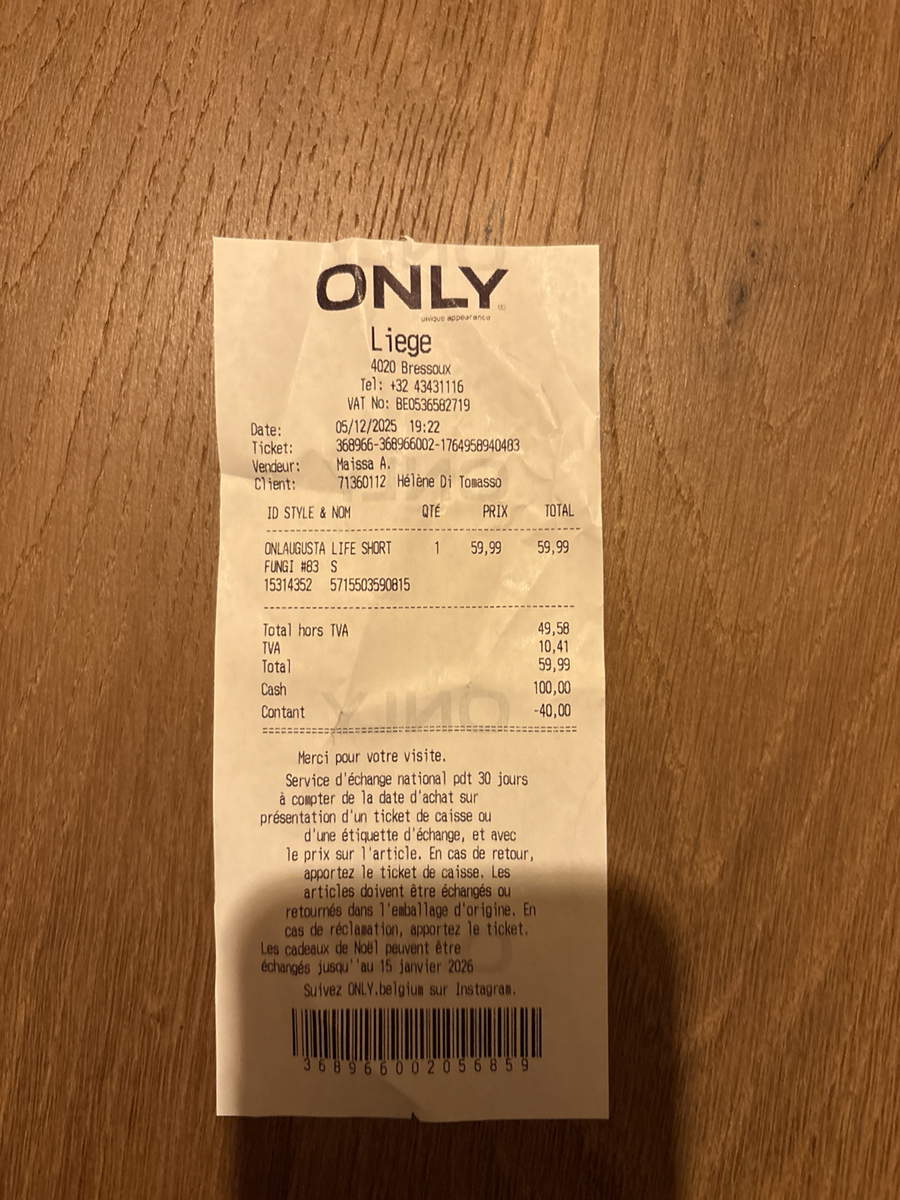 ONLY
unique appearance
Liege
4020 Bressoux
Tel: +32 43431116
VAT No: BE0536582719
Date: 05/12/2025 19:22
Ticket: 368966-368966002-1764958940483
Vendeur: Maissa A.
Client: 71360112 Hélène Di Tomasso
ID STYLE & NOM QTÉ PRIX TOTAL
ONLAUGUSTA LIFE SHORT 1 59,99 59,99
FUNGI #83 S
15314352 5715503590815
Total hors TVA 49,58
TVA 10,41
Total 59,99
Cash 100,00
Contant -40,00
Merci pour votre visite.
Service d'échange national pdt 30 jours
à compter de la date d'achat sur
présentation d'un ticket de caisse ou
d'une étiquette d'échange, et avec
le prix sur l'article. En cas de retour,
apportez le ticket de caisse. Les
articles doivent être échangés ou
retournés dans l'emballage d'origine. En
cas de réclamation, apportez le ticket.
Les cadeaux de Noël peuvent être
échangés jusqu''au 15 janvier 2026
Suivez ONLY.belgium sur Instagram.
368966002056859